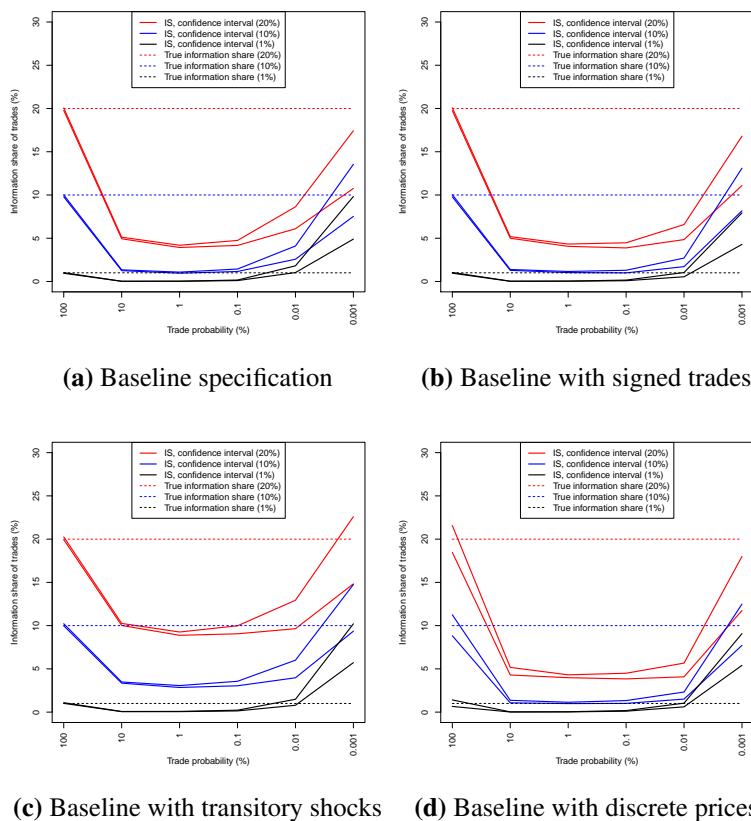 IS, confidence interval (20%)
IS, confidence interval (10%)
IS, confidence interval (1%)
True information share (20%)
True information share (10%)
True information share (1%)
Information share of trades (%)
30
25
20
15
10
5
0
100
10
1
0.1
0.01
0.001
Trade probability (%)
(a) Baseline specification
IS, confidence interval (20%)
IS, confidence interval (10%)
IS, confidence interval (1%)
True information share (20%)
True information share (10%)
True information share (1%)
Information share of trades (%)
30
25
20
15
10
5
0
100
10
1
0.1
0.01
0.001
Trade probability (%)
(b) Baseline with signed trades
IS, confidence interval (20%)
IS, confidence interval (10%)
IS, confidence interval (1%)
True information share (20%)
True information share (10%)
True information share (1%)
Information share of trades (%)
30
25
20
15
10
5
0
100
10
1
0.1
0.01
0.001
Trade probability (%)
(c) Baseline with transitory shocks
IS, confidence interval (20%)
IS, confidence interval (10%)
IS, confidence interval (1%)
True information share (20%)
True information share (10%)
True information share (1%)
Information share of trades (%)
30
25
20
15
10
5
0
100
10
1
0.1
0.01
0.001
Trade probability (%)
(d) Baseline with discrete prices